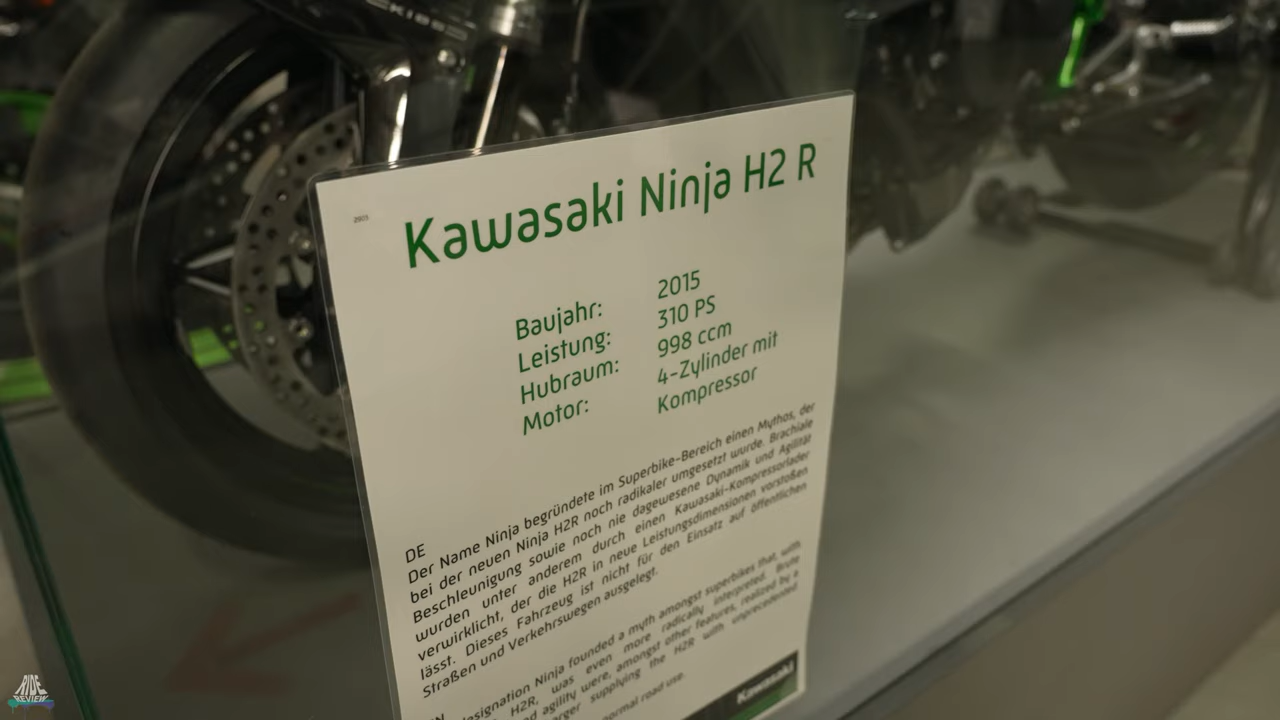 Kawasaki Ninja H2 R
Baujahr: 2015
Leistung: 310 PS
Hubraum: 998 ccm
Motor: 4-Zylinder mit
Kompressor
DE
Der Name Ninja begründete im Superbike-Bereich einen Mythos, der
bei der neuen Ninja H2R noch radikaler umgesetzt wurde. Brachiale
Beschleunigung sowie noch nie dagewesene Dynamik und Agilität
wurden unter anderem durch einen Kawasaki-Kompressorlader
verwirklicht, der die H2R in neue Leistungsdimensionen vorstoßen
lässt. Dieses Fahrzeug ist nicht für den Einsatz auf öffentlichen
Straßen und Verkehrswegen ausgelegt.
Ninja founded a myth amongst superbikes that, with
H2R, was even more radically interpreted. Brute
agility were, amongst other features, realized by a
supplying the H2R with unprecedented
normal road use.
Kawasaki
RIDE
REVIEW